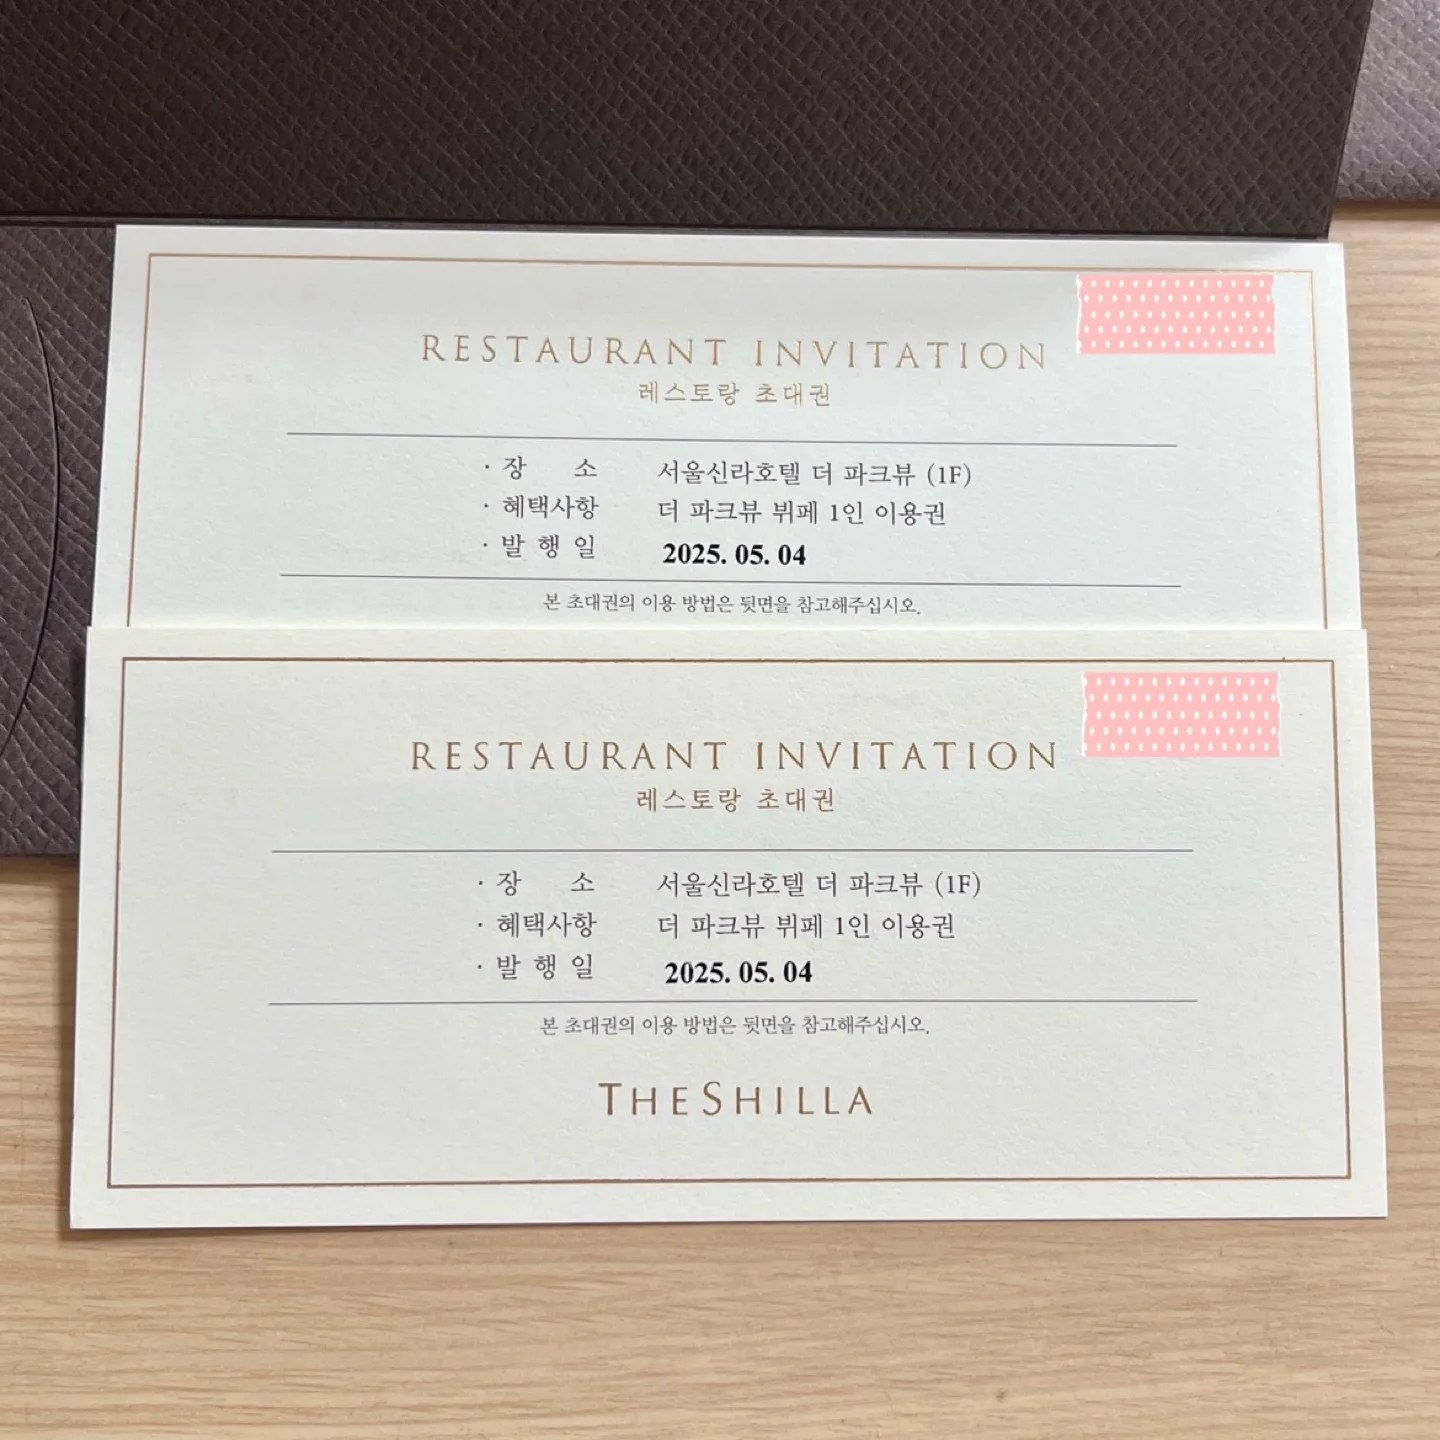 RESTAURANT INVITATION
레스토랑 초대권
· 장 소 서울신라호텔 더 파크뷰 (1F)
· 혜택사항 더 파크뷰 뷔페 1인 이용권
· 발 행 일 2025. 05. 04
본 초대권의 이용 방법은 뒷면을 참고해주십시오.
RESTAURANT INVITATION
레스토랑 초대권
· 장 소 서울신라호텔 더 파크뷰 (1F)
· 혜택사항 더 파크뷰 뷔페 1인 이용권
· 발 행 일 2025. 05. 04
본 초대권의 이용 방법은 뒷면을 참고해주십시오.
THE SHILLA